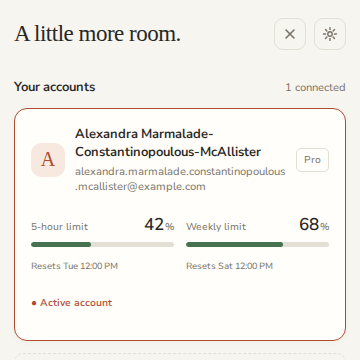 A little more room.
Your accounts
1 connected
A
Alexandra Marmalade-
Constantinopoulous-McAllister
alexandra.marmalade.constantinopoulous
.mcallister@example.com
Pro
5-hour limit 42%
Weekly limit 68%
Resets Tue 12:00 PM
Resets Sat 12:00 PM
● Active account